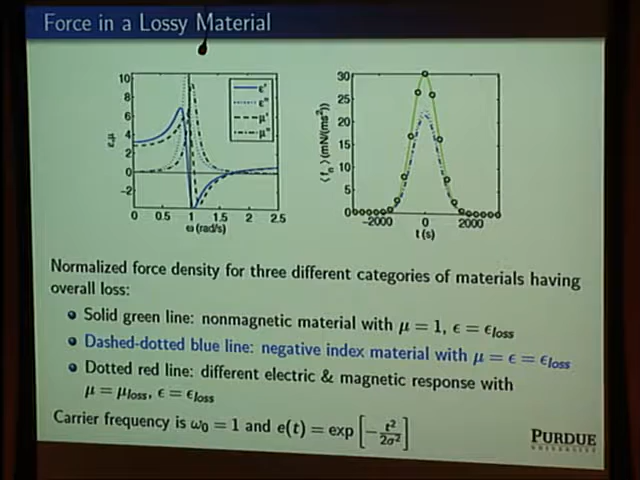 Force in a Lossy Material
10
8
6
4
2
0
−2
ε,μ
0 0.5 1 1.5 2 2.5
ω(rad/s)
ε'
ε''
μ'
μ''
30
25
20
15
10
5
0
⟨fₙ⟩(mN/(ms²))
−2000 0 2000
t(s)
Normalized force density for three different categories of materials having
overall loss:
Solid green line: nonmagnetic material with μ = 1, ϵ = ϵloss
Dashed-dotted blue line: negative index material with μ = ϵ = ϵloss
Dotted red line: different electric & magnetic response with
μ = μloss, ϵ = ϵloss
Carrier frequency is ω₀ = 1 and e(t) = exp [−t²/2σ²]
PURDUE
UNIVERSITY